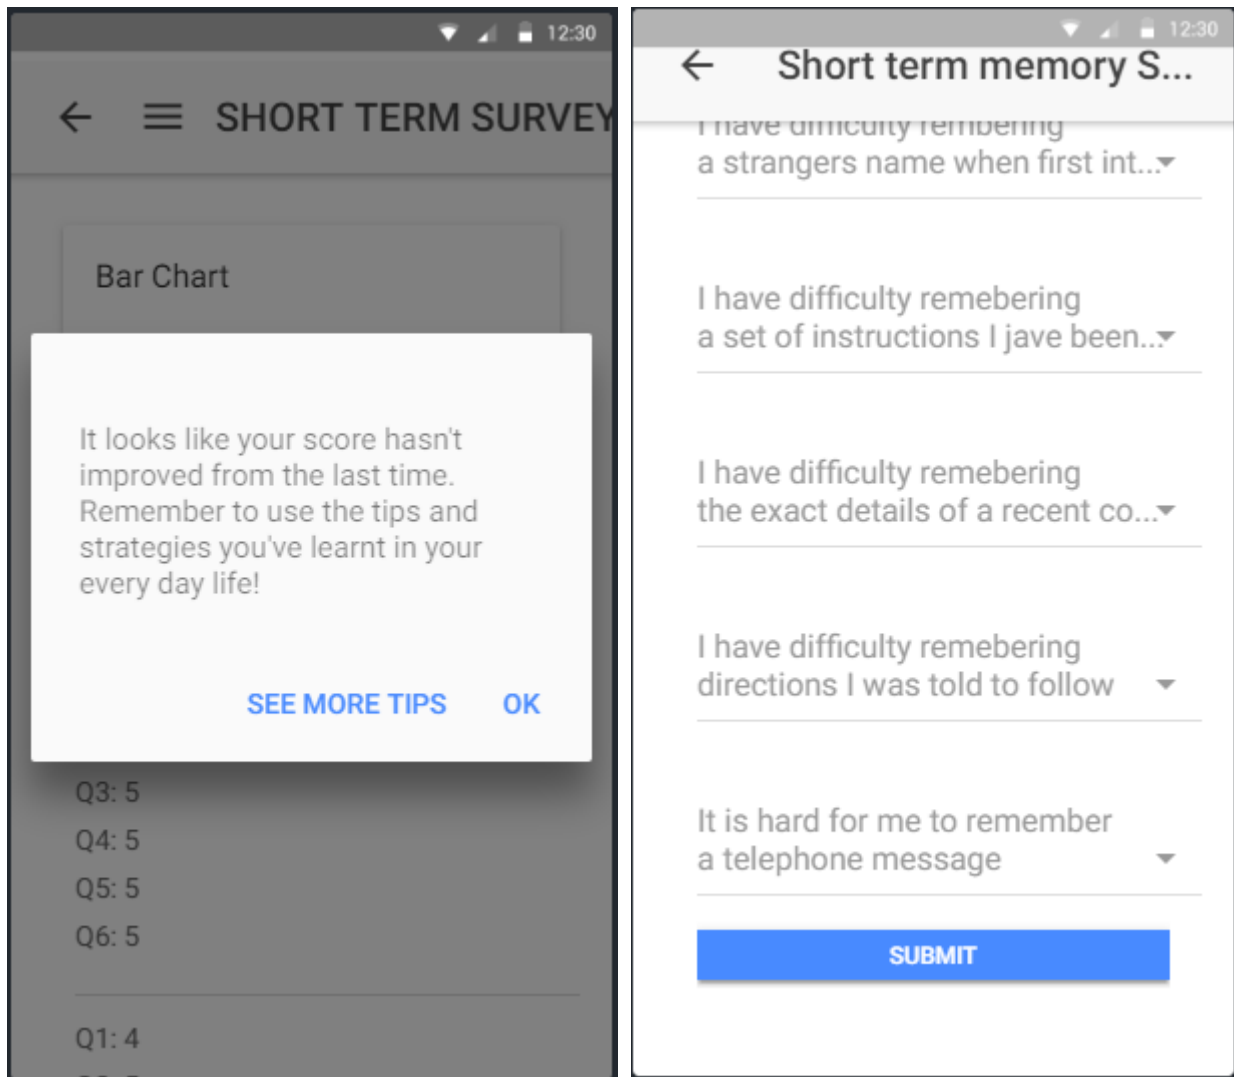 12:30
SHORT TERM SURVEY
Bar Chart
It looks like your score hasn't
improved from the last time.
Remember to use the tips and
strategies you've learnt in your
every day life!
SEE MORE TIPS OK
Q3: 5
Q4: 5
Q5: 5
Q6: 5
Q1: 4
12:30
Short term memory S...
I have difficulty rembering
a strangers name when first int...
I have difficulty remebering
a set of instructions I jave been...
I have difficulty remebering
the exact details of a recent co...
I have difficulty remebering
directions I was told to follow
It is hard for me to remember
a telephone message
SUBMIT